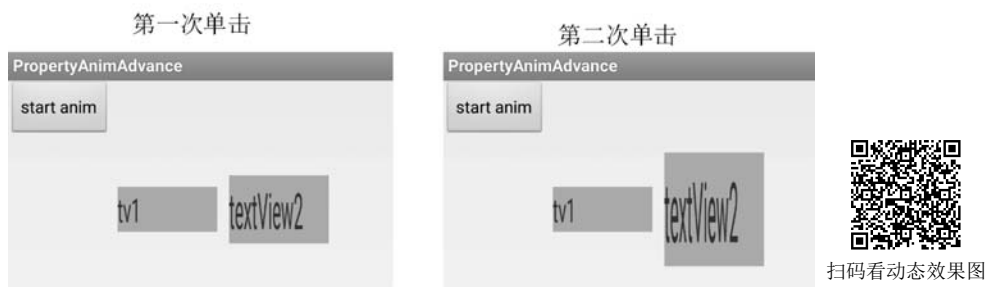 第一次单击
PropertyAnimAdvance
start anim
tv1
textView2
第二次单击
PropertyAnimAdvance
start anim
tv1
textView2
扫码看动态效果图